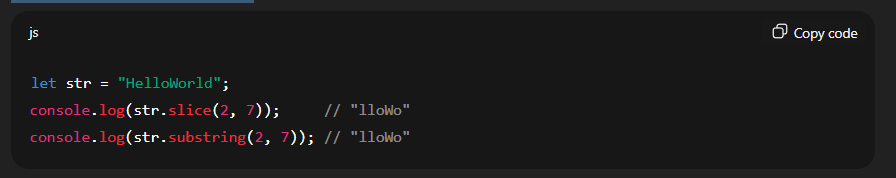 js
Copy code
let str = "HelloWorld";
console.log(str.slice(2, 7));     // "lloWo"
console.log(str.substring(2, 7)); // "lloWo"